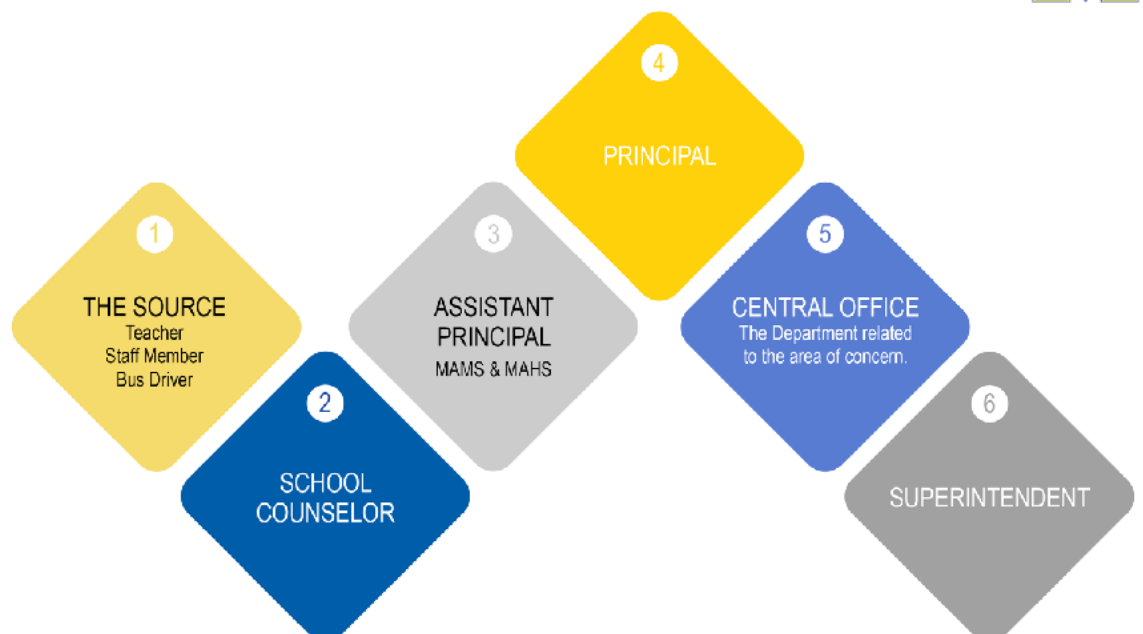 1
THE SOURCE
Teacher
Staff Member
Bus Driver
2
SCHOOL
COUNSELOR
3
ASSISTANT
PRINCIPAL
MAMS & MAHS
4
PRINCIPAL
5
CENTRAL OFFICE
The Department related
to the area of concern.
6
SUPERINTENDENT